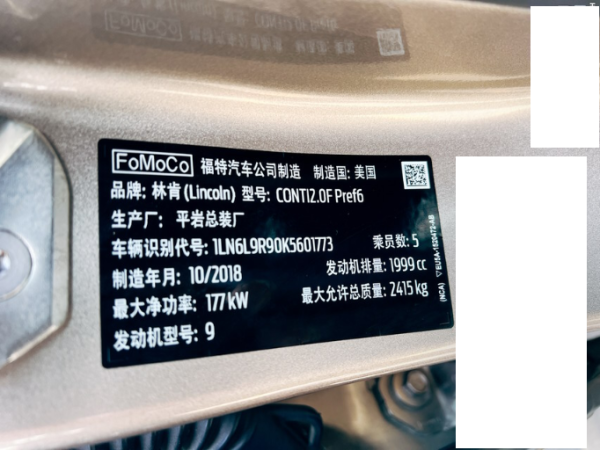 FoMoCo 福特汽车公司制造 制造国: 美国
品牌: 林肯(Lincoln) 型号: CONTI2.0F Pref6
生产厂: 平岩总装厂
车辆识别代号: 1LN6L9R90K5601773 乘员数: 5
制造年月: 10/2018 发动机排量: 1999 cc
最大净功率: 177 kW 最大允许总质量: 2415 kg
发动机型号: 9
(NCA) ▽EU5A-1520472-AB